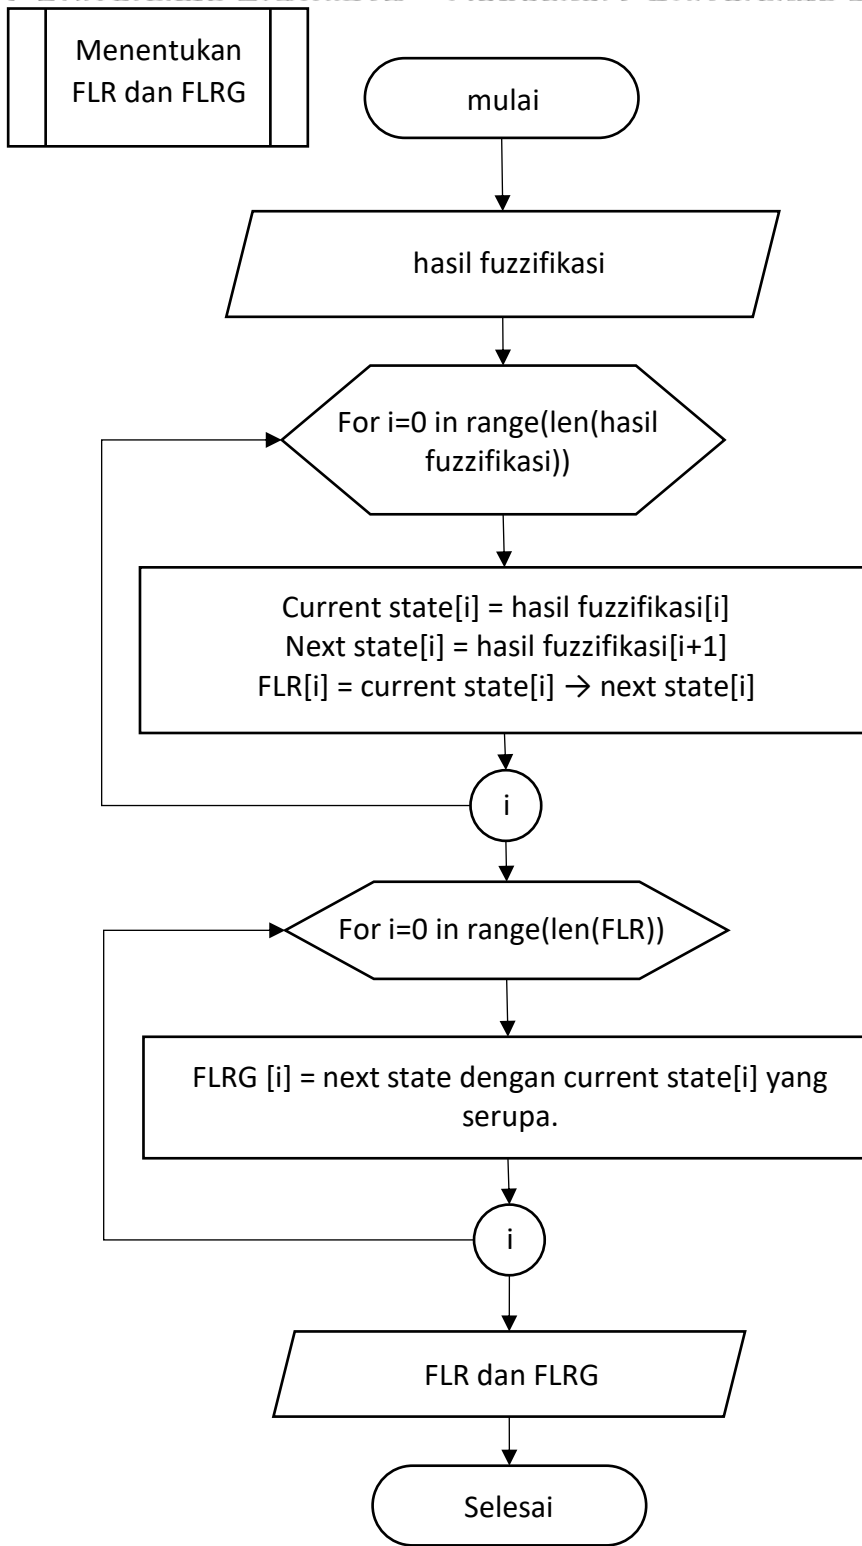 Menentukan
FLR dan FLRG
mulai
hasil fuzzifikasi
For i=0 in range(len(hasil
fuzzifikasi))
Current state[i] = hasil fuzzifikasi[i]
Next state[i] = hasil fuzzifikasi[i+1]
FLR[i] = current state[i] → next state[i]
i
For i=0 in range(len(FLR))
FLRG [i] = next state dengan current state[i] yang
serupa.
i
FLR dan FLRG
Selesai